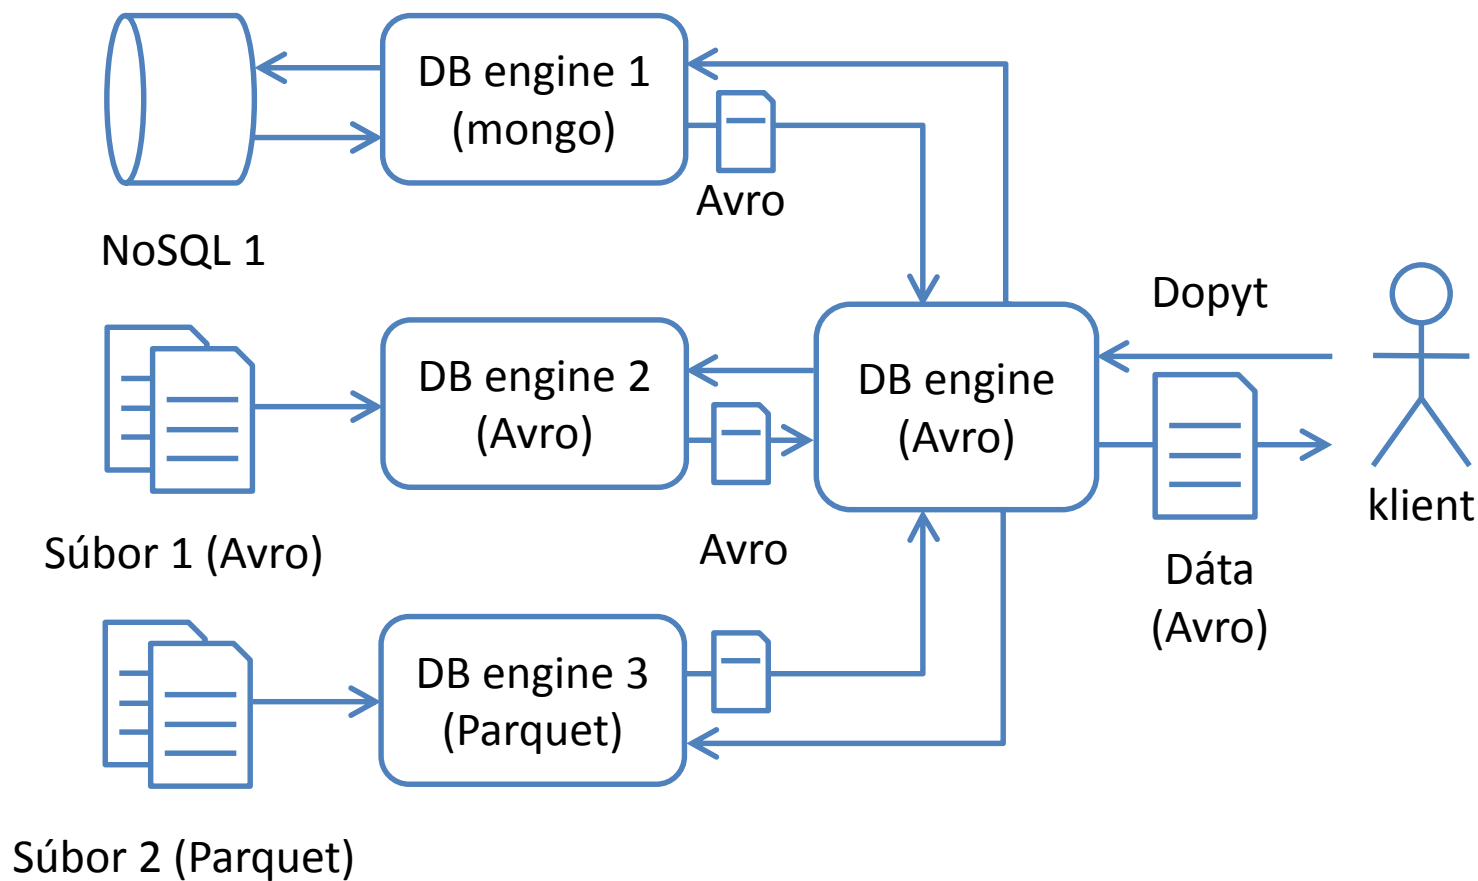 DB engine 1
(mongo)
Avro
NoSQL 1
Dopyt
DB engine 2
(Avro)
DB engine
(Avro)
klient
Súbor 1 (Avro)
Avro
Dáta
(Avro)
DB engine 3
(Parquet)
Súbor 2 (Parquet)